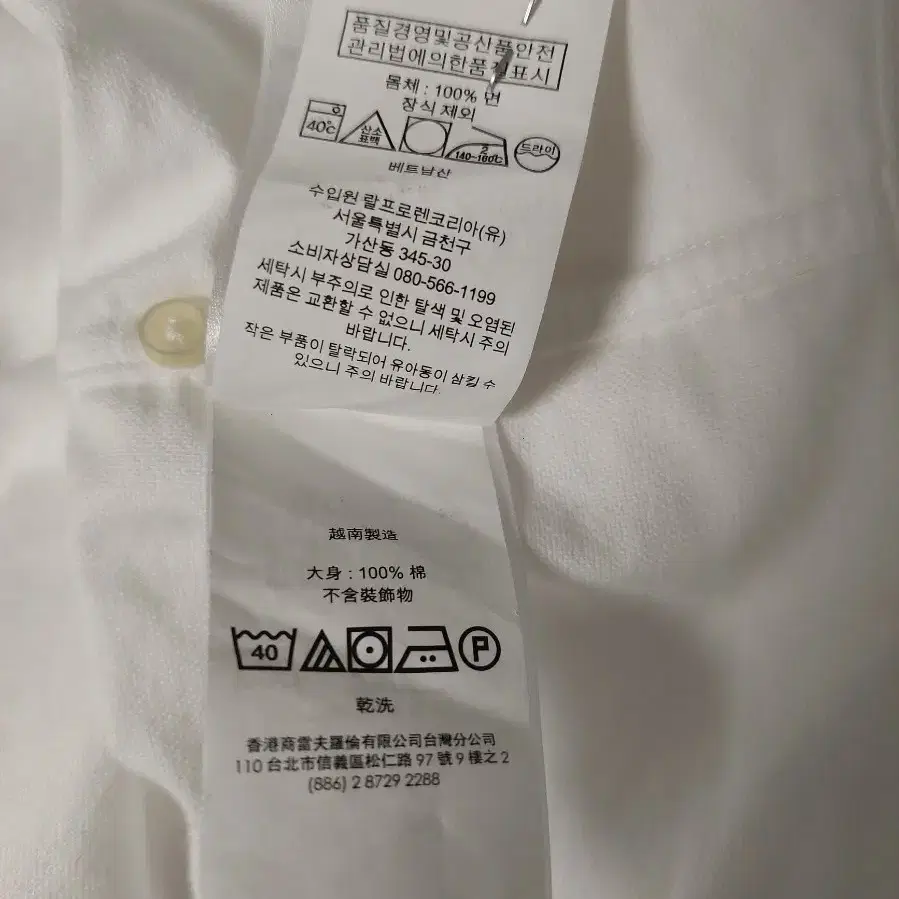 품질경영및공산품안전
관리법에의한품질표시
몸체 : 100% 면
장식 제외
40℃ 산소 표백 2 140~160℃ 드라이
베트남산
수입원 랄프로렌코리아(유)
서울특별시 금천구
가산동 345-30
소비자상담실 080-566-1199
세탁시 부주의로 인한 탈색 및 오염된
제품은 교환할 수 없으니 세탁시 주의
바랍니다.
작은 부품이 탈락되어 유아동이 삼킬 수
있으니 주의 바랍니다.
越南製造
大身 : 100% 棉
不含裝飾物
40 P
乾洗
香港商雷夫羅倫有限公司台灣分公司
110 台北市信義區松仁路 97 號 9 樓之 2
(886) 2 8729 2288